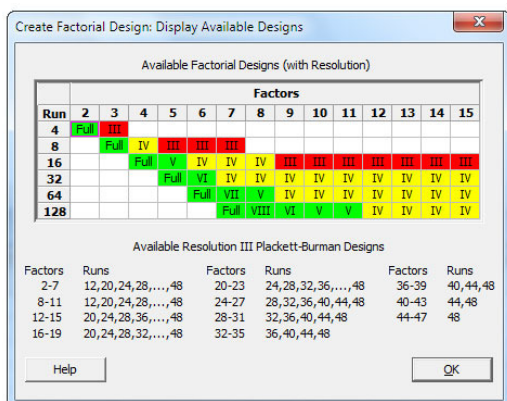 Create Factorial Design: Display Available Designs
Available Factorial Designs (with Resolution)
Factors
Run 2 3 4 5 6 7 8 9 10 11 12 13 14 15
4 Full III
8 Full IV III III III
16 Full V IV IV IV III III III III III III III
32 Full VI IV IV IV IV IV IV IV IV IV IV
64 Full VII V IV IV IV IV IV IV IV
128 Full VIII VI V V IV IV IV IV
Available Resolution III Plackett-Burman Designs
Factors Runs Factors Runs Factors Runs
2-7 12,20,24,28,...,48 20-23 24,28,32,36,...,48 36-39 40,44,48
8-11 12,20,24,28,...,48 24-27 28,32,36,40,44,48 40-43 44,48
12-15 20,24,28,36,...,48 28-31 32,36,40,44,48 44-47 48
16-19 20,24,28,32,...,48 32-35 36,40,44,48
Help OK